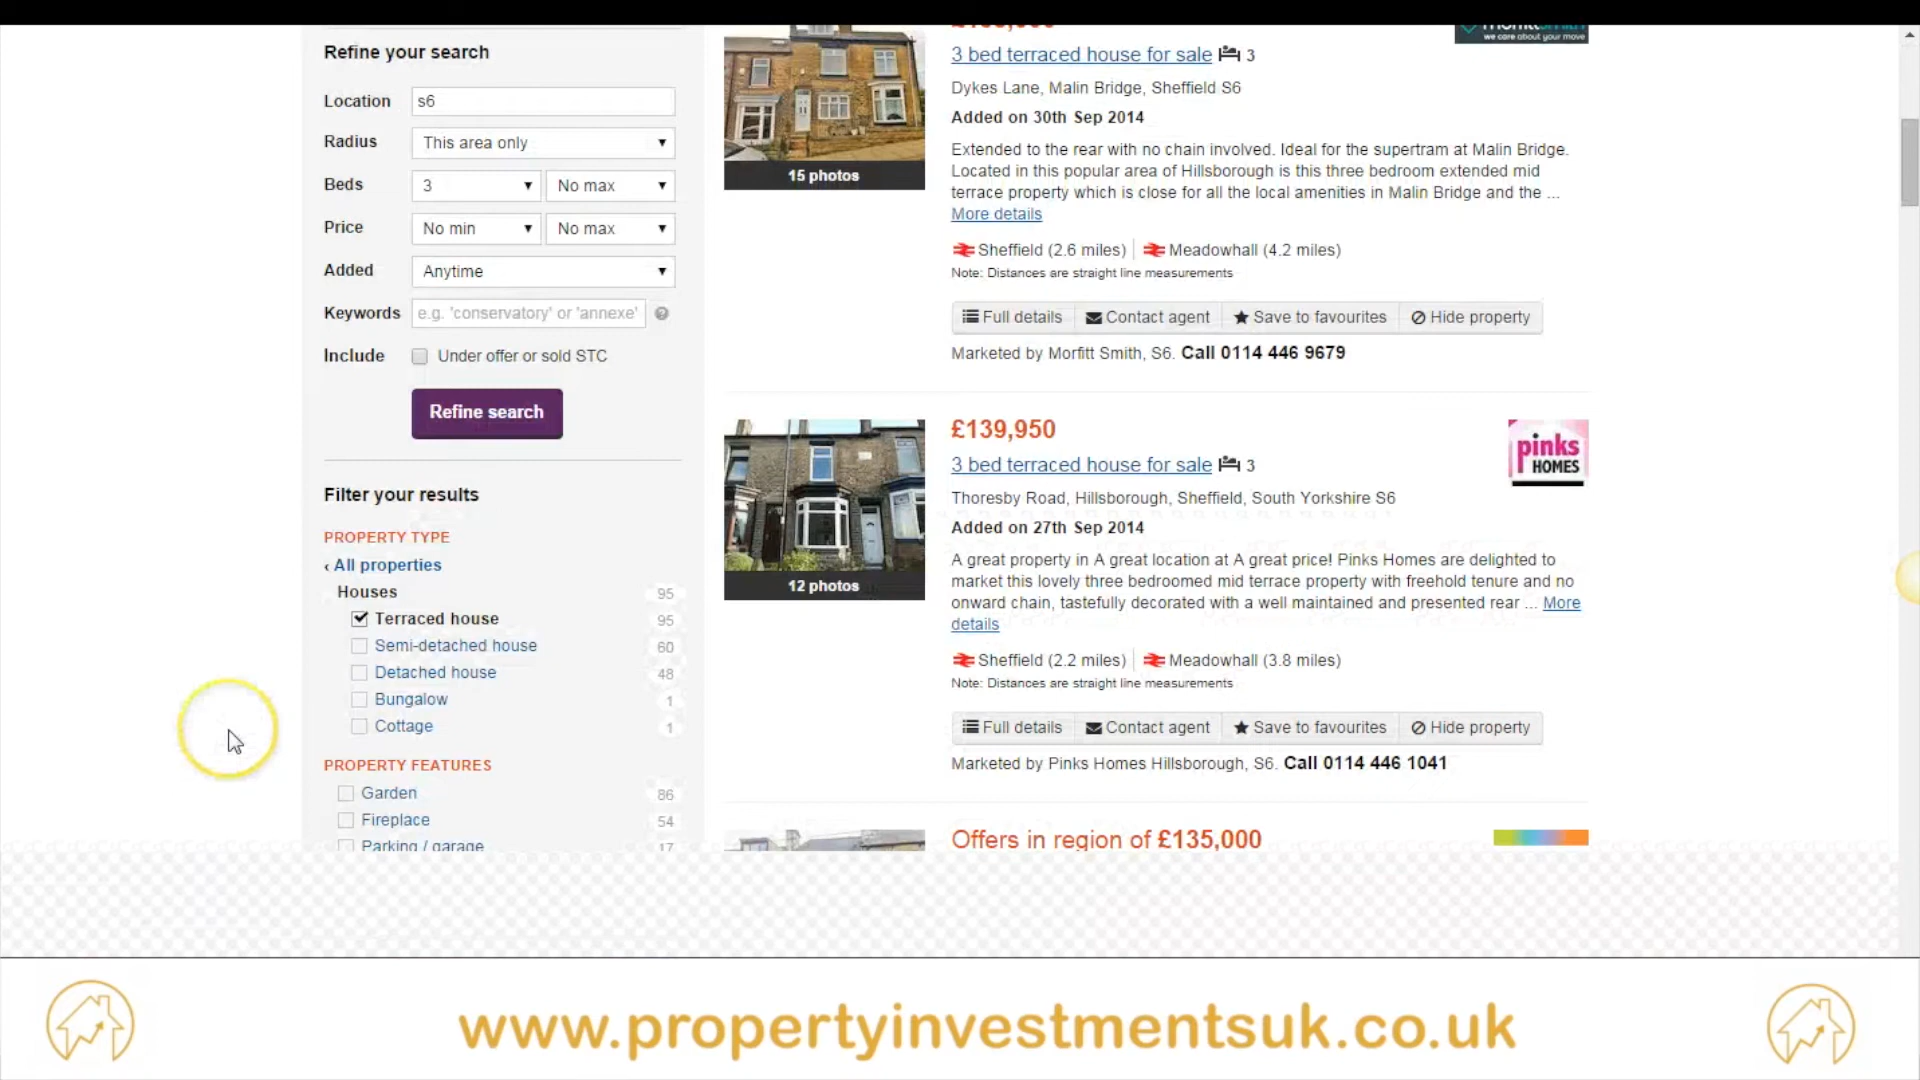 Refine your search
Location s6
Radius This area only
Beds 3 No max
Price No min No max
Added Anytime
Keywords e.g. 'conservatory' or 'annexe'
Include Under offer or sold STC
Refine search
Filter your results
PROPERTY TYPE
‹ All properties
Houses 95
Terraced house 95
Semi-detached house 60
Detached house 48
Bungalow 1
Cottage 1
PROPERTY FEATURES
Garden 86
Fireplace 54
Parking / garage 17
we care about your move
15 photos
3 bed terraced house for sale 3
Dykes Lane, Malin Bridge, Sheffield S6
Added on 30th Sep 2014
Extended to the rear with no chain involved. Ideal for the supertram at Malin Bridge.
Located in this popular area of Hillsborough is this three bedroom extended mid
terrace property which is close for all the local amenities in Malin Bridge and the ...
More details
Sheffield (2.6 miles) Meadowhall (4.2 miles)
Note: Distances are straight line measurements
Full details Contact agent Save to favourites Hide property
Marketed by Morfitt Smith, S6. Call 0114 446 9679
12 photos
£139,950
3 bed terraced house for sale 3
pinks
HOMES
Thoresby Road, Hillsborough, Sheffield, South Yorkshire S6
Added on 27th Sep 2014
A great property in A great location at A great price! Pinks Homes are delighted to
market this lovely three bedroomed mid terrace property with freehold tenure and no
onward chain, tastefully decorated with a well maintained and presented rear ... More
details
Sheffield (2.2 miles) Meadowhall (3.8 miles)
Note: Distances are straight line measurements
Full details Contact agent Save to favourites Hide property
Marketed by Pinks Homes Hillsborough, S6. Call 0114 446 1041
Offers in region of £135,000
www.propertyinvestmentsuk.co.uk